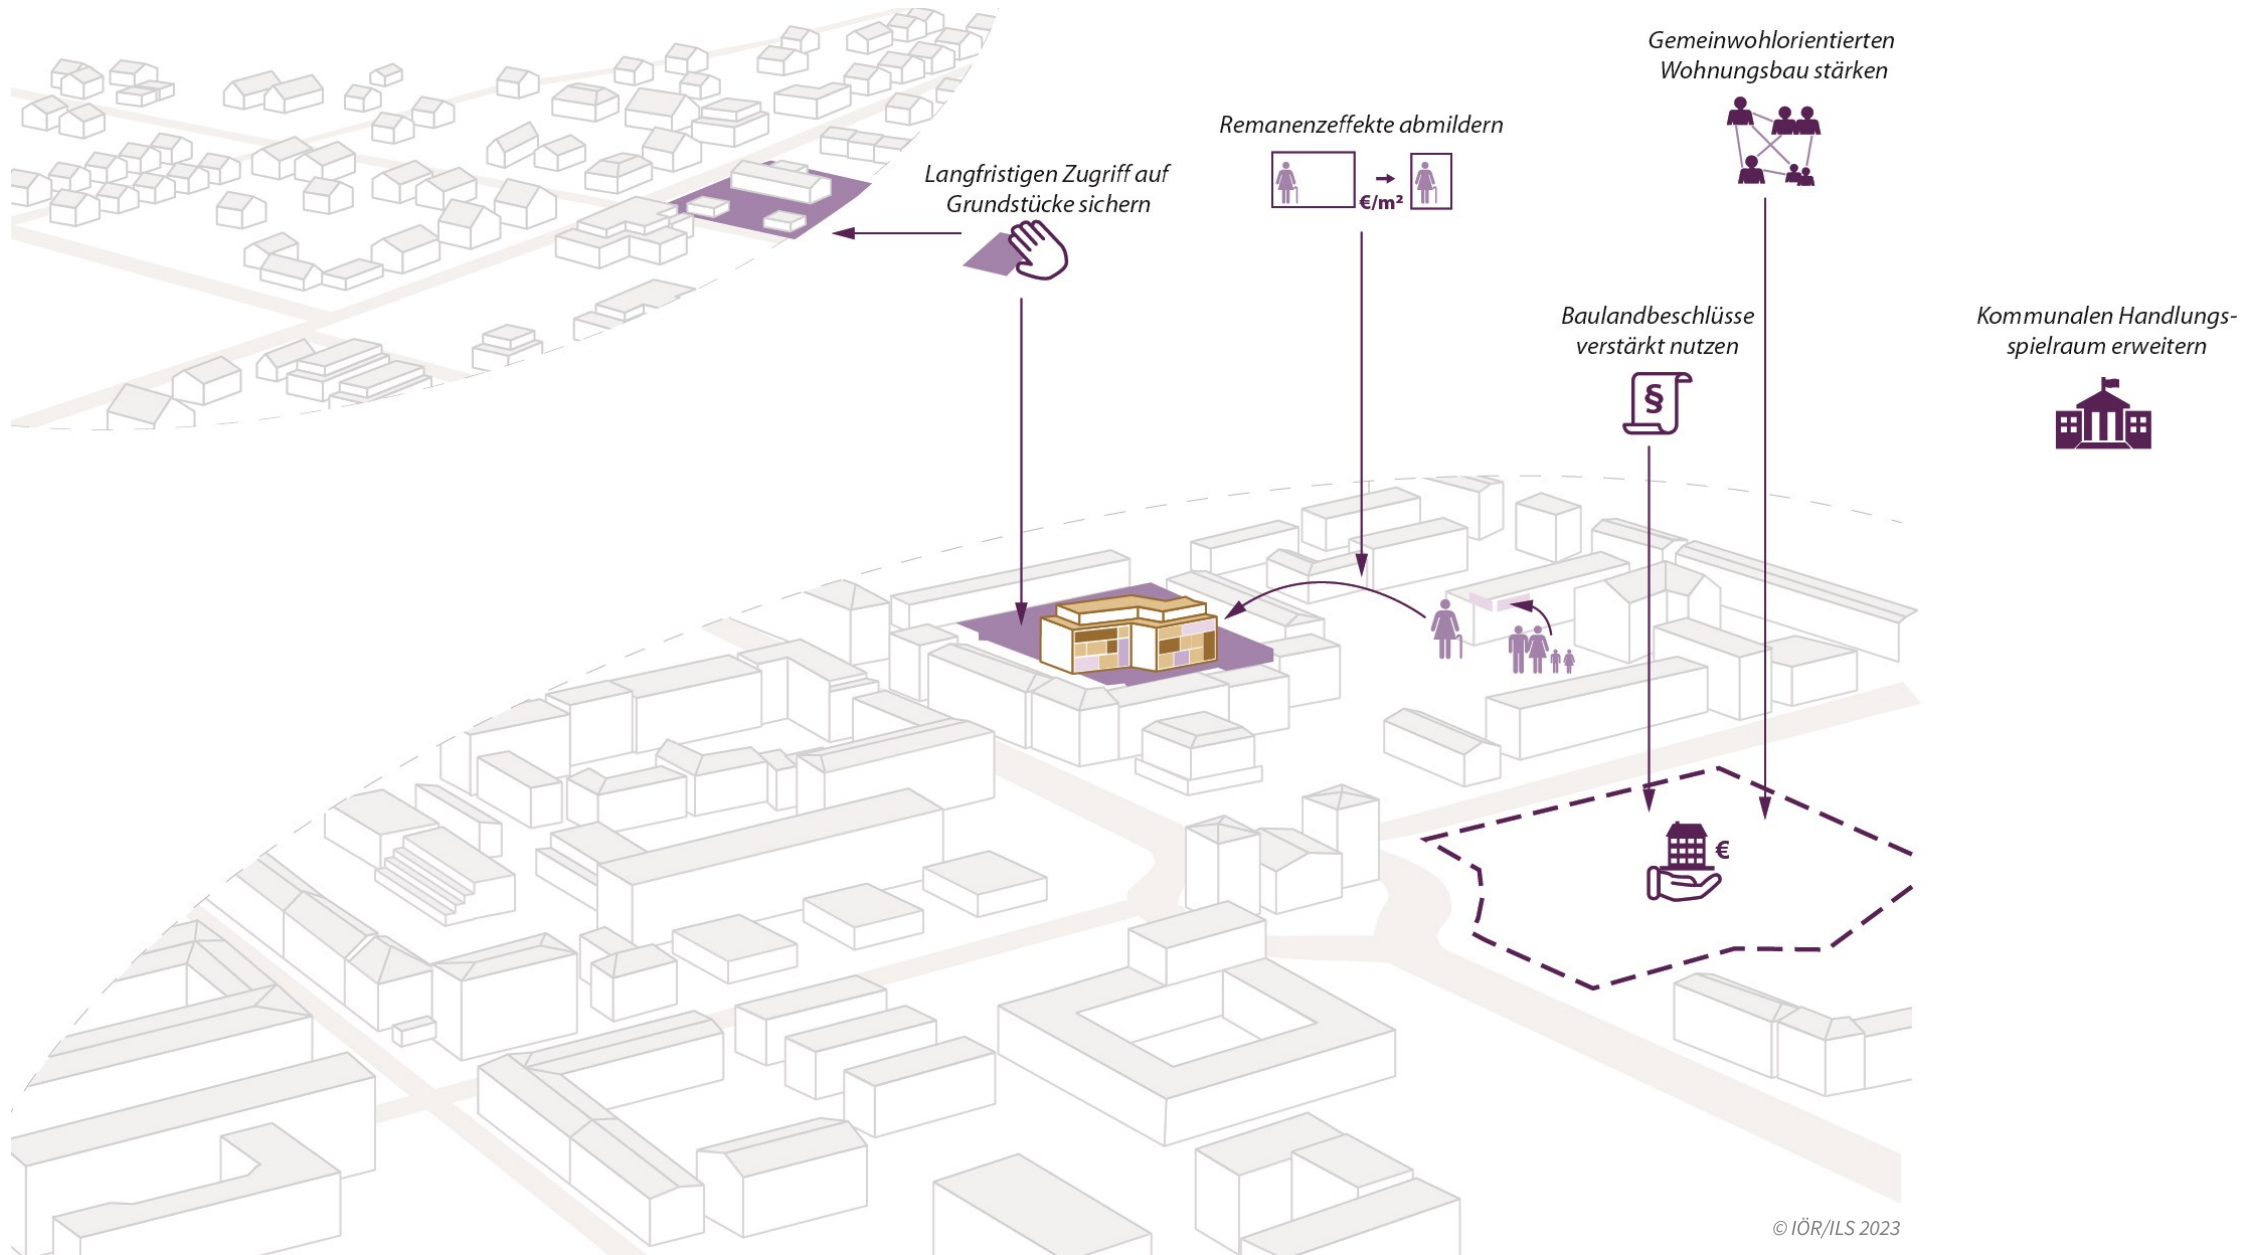 Gemeinwohlorientierten
Wohnungsbau stärken
Remanenzeffekte abmildern
€/m²
Langfristigen Zugriff auf
Grundstücke sichern
Baulandbeschlüsse
verstärkt nutzen
§
Kommunalen Handlungs-
spielraum erweitern
€
© IÖR/ILS 2023